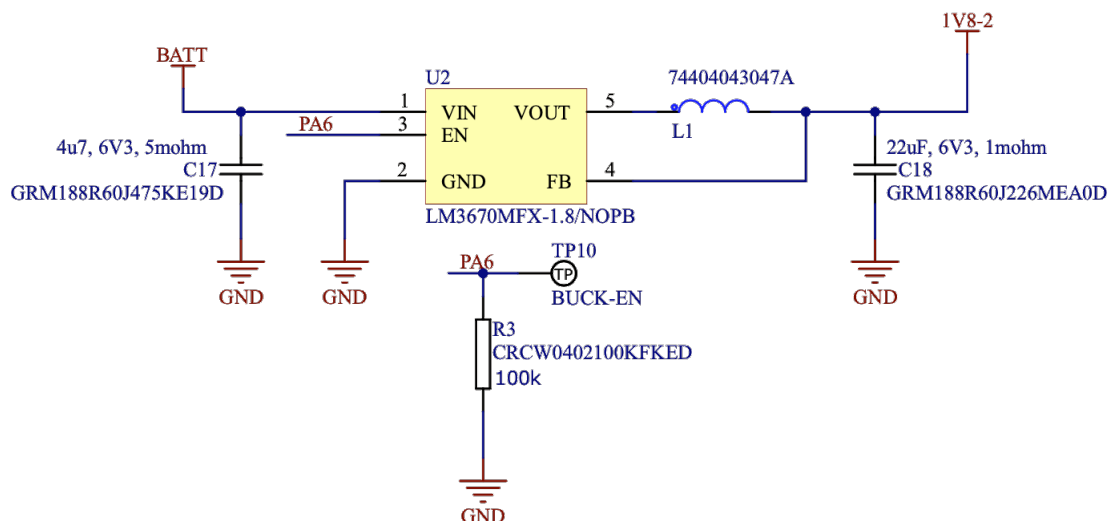 1V8-2
BATT
U2
74404043047A
1
VIN
VOUT
5
PA6
3
EN
L1
4u7, 6V3, 5mohm
C17
GRM188R60J475KE19D
2
GND
FB
4
22uF, 6V3, 1mohm
C18
GRM188R60J226MEA0D
LM3670MFX-1.8/NOPB
GND
GND
GND
PA6
TP10
TP
BUCK-EN
R3
CRCW0402100KFKED
100k
GND